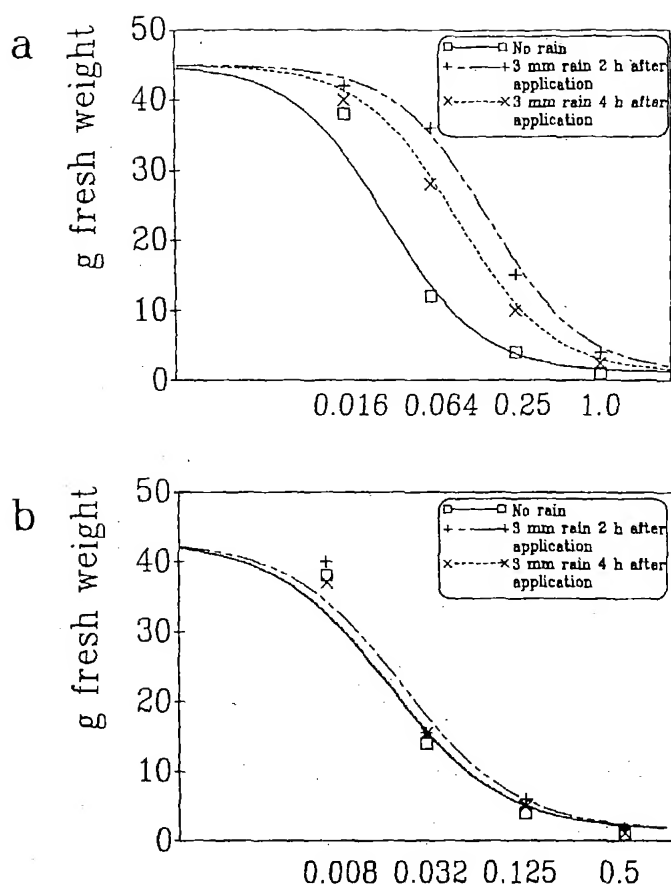 a
g fresh weight
50
40
30
20
10
0
No rain
3 mm rain 2 h after
application
3 mm rain 4 h after
application
0.016 0.064 0.25 1.0
b
g fresh weight
50
40
30
20
10
0
No rain
3 mm rain 2 h after
application
3 mm rain 4 h after
application
0.008 0.032 0.125 0.5